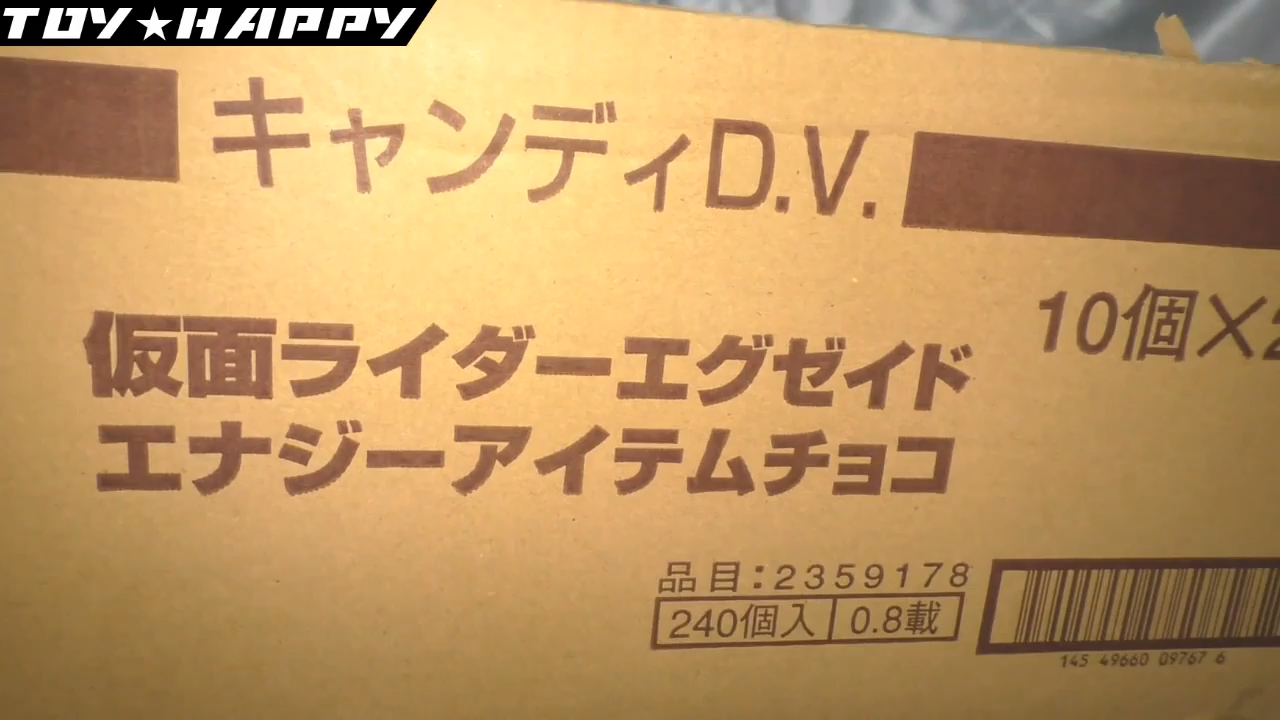 TOY★HAPPY
キャンディD.V.
10個×2
仮面ライダーエグゼイド
エナジーアイテムチョコ
品目:2359178
240個入 0.8載
145 49660 09767 6